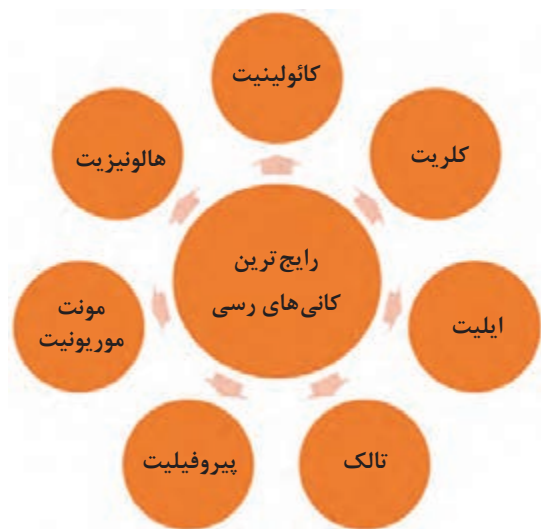 کائولینیت
کلریت
هالونیزیت
رایج ترین
کانی‌های رسی
مونت
موریونیت
ایلیت
تالک
پیروفیلیت